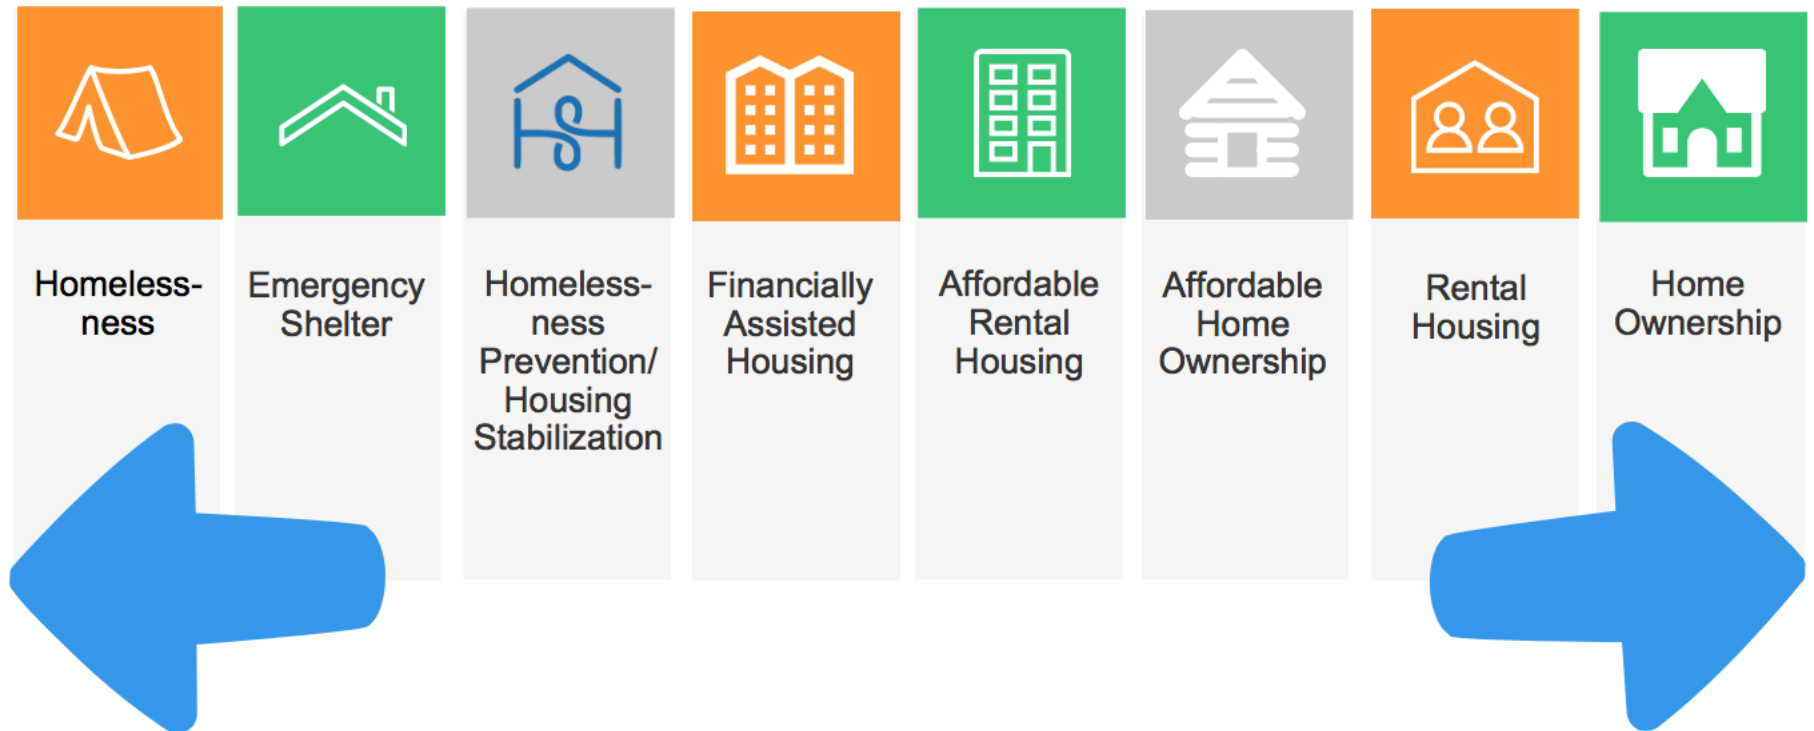 Homeless-
ness
Emergency
Shelter
Homeless-
ness
Prevention/
Housing
Stabilization
Financially
Assisted
Housing
Affordable
Rental
Housing
Affordable
Home
Ownership
Rental
Housing
Home
Ownership